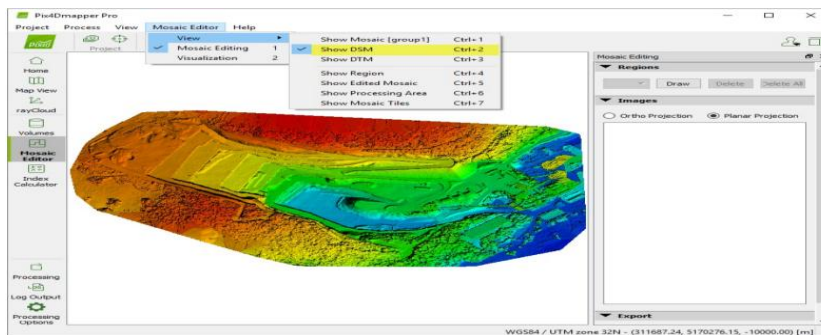 Pix4Dmapper Pro
Project Process View Mosaic Editor Help
View
Mosaic Editing 1
Visualization 2
Show Mosaic [group1] Ctrl+1
Show DSM Ctrl+2
Show DTM Ctrl+3
Show Region Ctrl+4
Show Edited Mosaic Ctrl+5
Show Processing Area Ctrl+6
Show Mosaic Tiles Ctrl+7
Project
Home
Map View
rayCloud
Volumes
Mosaic
Editor
Index
Calculator
Processing
Log Output
Processing
Options
Mosaic Editing
Regions
Draw Delete Delete All
Images
Ortho Projection Planar Projection
Export
WGS84 / UTM zone 32N - (311687.24, 5170276.15, -10000.00) [m]